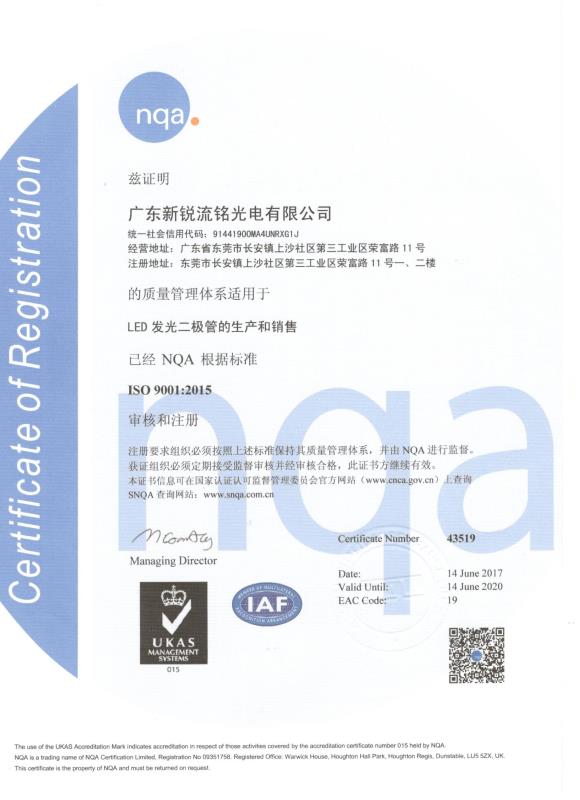 Certificate of Registration
nqa.
兹证明
广东新锐流铭光电有限公司
统一社会信用代码：91441900MA4UNRXG1J
经营地址：广东省东莞市长安镇上沙社区第三工业区荣富路 11 号
注册地址：东莞市长安镇上沙社区第三工业区荣富路 11 号一、二楼
的质量管理体系适用于
LED 发光二极管的生产和销售
已经 NQA 根据标准
ISO 9001:2015
审核和注册
nqa
注册要求组织必须按照上述标准保持其质量管理体系，并由 NQA 进行监督。
获证组织必须定期接受监督审核并经审核合格，此证书方继续有效。
本证书信息可在国家认证认可监督管理委员会官方网站（www.cnca.gov.cn）上查询
SNQA 查询网站：www.snqa.com.cn
Managing Director
Certificate Number 43519
Date: 14 June 2017
Valid Until: 14 June 2020
EAC Code: 19
UKAS
MANAGEMENT
SYSTEMS
015
MEMBER OF MULTILATERAL
IAF
RECOGNITION ARRANGEMENT
nqa
The use of the UKAS Accreditation Mark indicates accreditation in respect of those activities covered by the accreditation certificate number 015 held by NQA.
NQA is a trading name of NQA Certification Limited, Registration No 09351758. Registered Office: Warwick House, Houghton Hall Park, Houghton Regis, Dunstable, LU5 5ZX, UK.
This certificate is the property of NQA and must be returned on request.